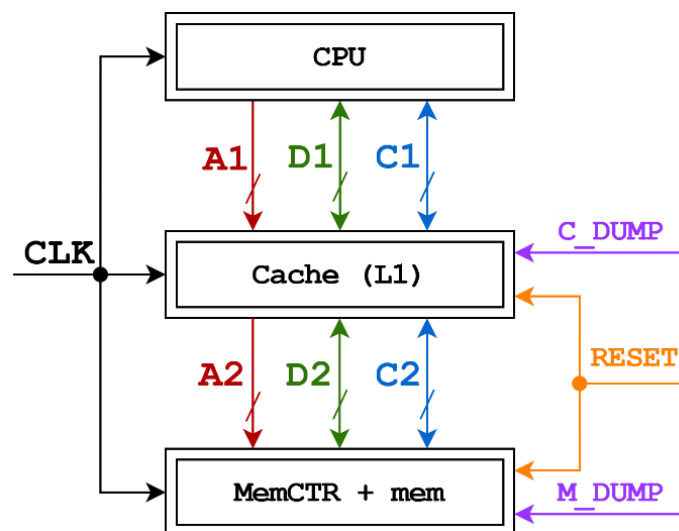 CPU
A1 D1 C1
C_DUMP
CLK
Cache (L1)
RESET
A2 D2 C2
MemCTR + mem
M_DUMP